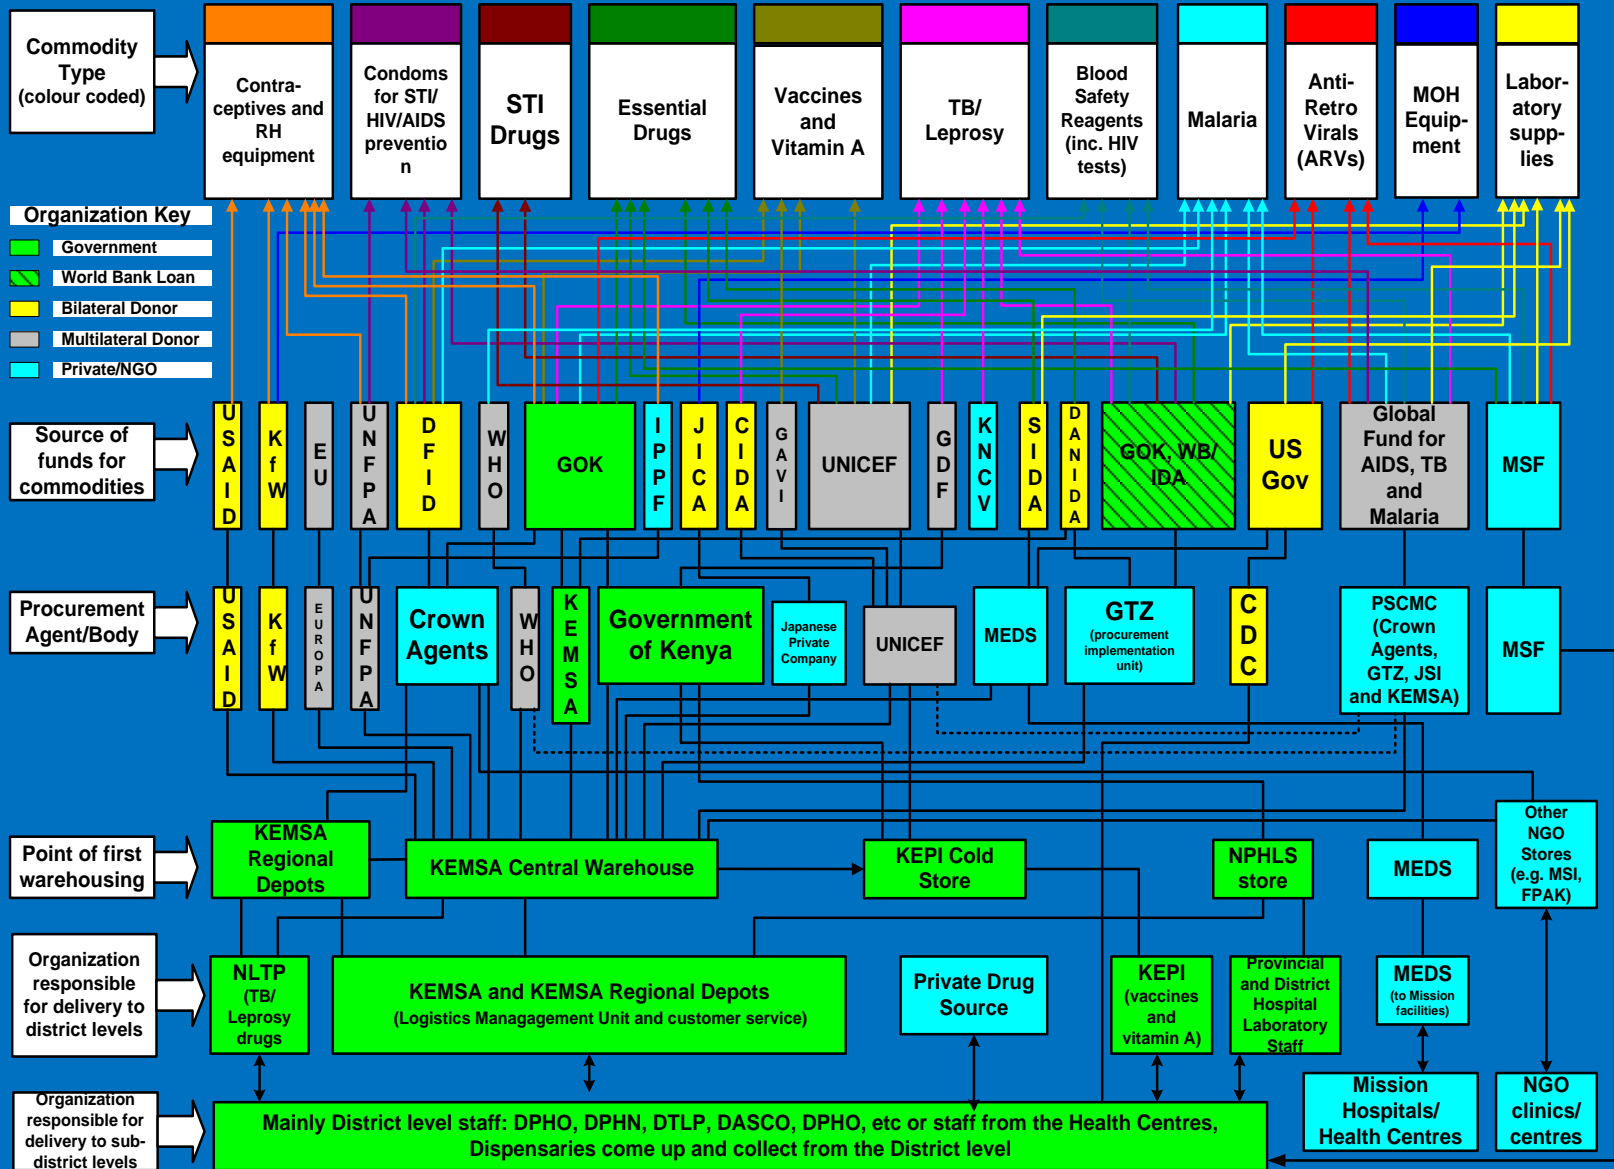 Commodity
Type
(colour coded)
Contra-
ceptives and
RH
equipment
Condoms
for STI/
HIV/AIDS
preventio
n
STI
Drugs
Essential
Drugs
Vaccines
and
Vitamin A
TB/
Leprosy
Blood
Safety
Reagents
(inc. HIV
tests)
Malaria
Anti-
Retro
Virals
(ARVs)
MOH
Equip-
ment
Labor-
atory
supp-
lies
Organization Key
Government
World Bank Loan
Bilateral Donor
Multilateral Donor
Private/NGO
Source of
funds for
commodities
USAID
KfW
EU
UNFPA
DFID
WHO
GOK
IPPF
JICA
CIDA
GAVI
UNICEF
GDF
KNCV
SIDA
DANIDA
GOK, WB/
IDA
US
Gov
Global
Fund for
AIDS, TB
and
Malaria
MSF
Procurement
Agent/Body
USAID
KfW
EUROPA
UNFPA
Crown
Agents
WHO
KEMSA
Government
of Kenya
Japanese
Private
Company
UNICEF
MEDS
GTZ
(procurement
implementation
unit)
CDC
PSCMC
(Crown
Agents,
GTZ, JSI
and KEMSA)
MSF
Point of first
warehousing
KEMSA
Regional
Depots
KEMSA Central Warehouse
KEPI Cold
Store
NPHLS
store
MEDS
Other
NGO
Stores
(e.g. MSI,
FPAK)
Organization
responsible
for delivery to
district levels
NLTP
(TB/
Leprosy
drugs
KEMSA and KEMSA Regional Depots
(Logistics Managagement Unit and customer service)
Private Drug
Source
KEPI
(vaccines
and
vitamin A)
Provincial
and District
Hospital
Laboratory
Staff
MEDS
(to Mission
facilities)
Organization
responsible for
delivery to sub-
district levels
Mainly District level staff: DPHO, DPHN, DTLP, DASCO, DPHO, etc or staff from the Health Centres,
Dispensaries come up and collect from the District level
Mission
Hospitals/
Health Centres
NGO
clinics/
centres